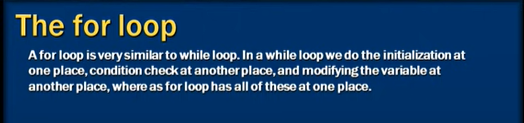 The for loop
A for loop is very similar to while loop. In a while loop we do the initialization at
one place, condition check at another place, and modifying the variable at
another place, where as for loop has all of these at one place.